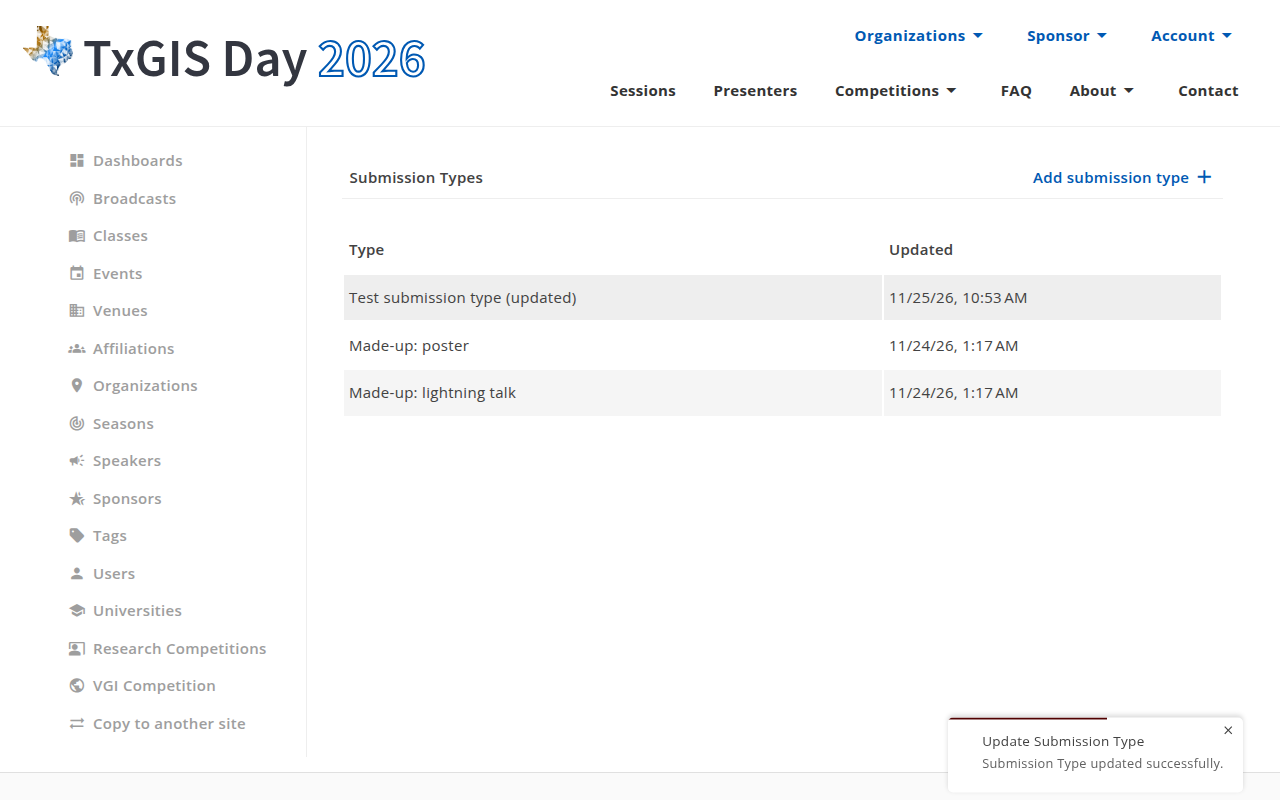 TxGIS Day 2026
Organizations
Sponsor
Account
Sessions
Presenters
Competitions
FAQ
About
Contact
Dashboards
Broadcasts
Classes
Events
Venues
Affiliations
Organizations
Seasons
Speakers
Sponsors
Tags
Users
Universities
Research Competitions
VGI Competition
Copy to another site
Submission Types
Add submission type
Type Updated
Test submission type (updated) 11/25/26, 10:53 AM
Made-up: poster 11/24/26, 1:17 AM
Made-up: lightning talk 11/24/26, 1:17 AM
Update Submission Type
Submission Type updated successfully.